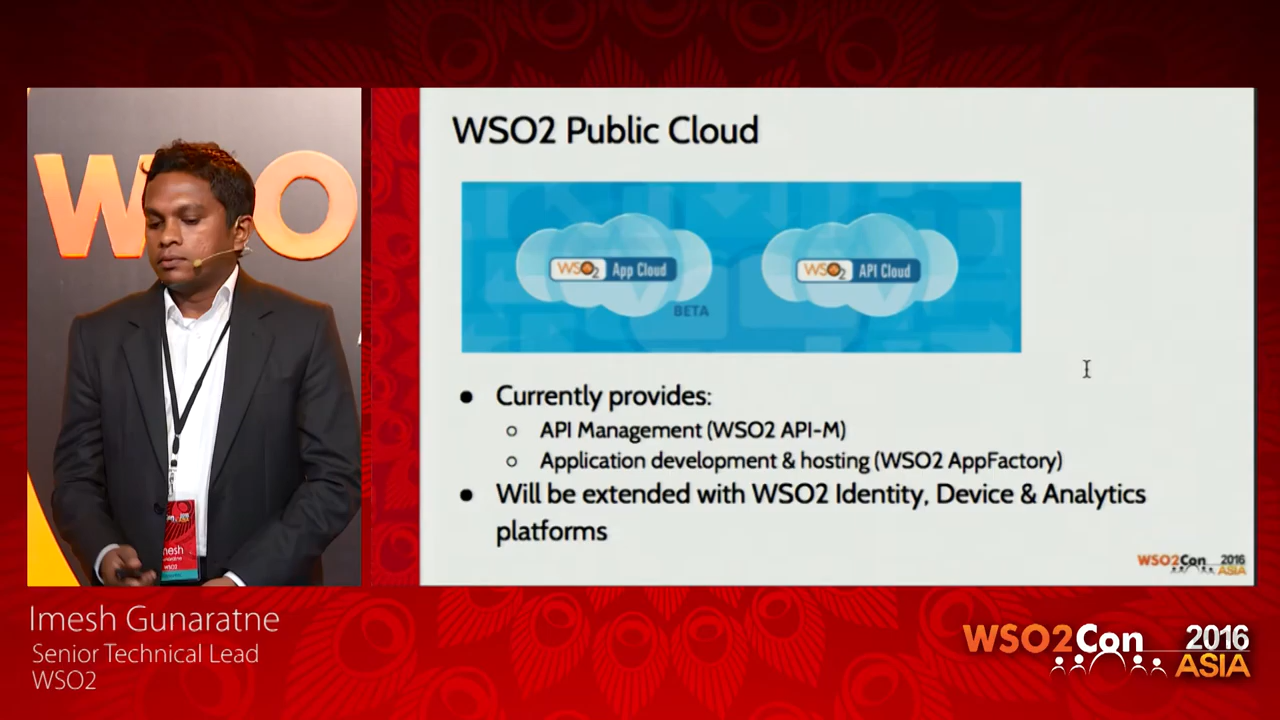 WSO2 Public Cloud
WSO2 App Cloud
BETA
WSO2 API Cloud
● Currently provides:
○ API Management (WSO2 API-M)
○ Application development & hosting (WSO2 AppFactory)
● Will be extended with WSO2 Identity, Device & Analytics
platforms
WSO2Con 2016
ASIA
W O
mesh
WSO2
Imesh Gunaratne
Senior Technical Lead
WSO2
WSO2Con 2016
ASIA